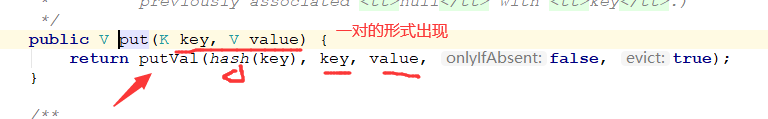 *          previously associated <tt>null</tt> with <tt>key</tt>.)
*/
public V put(K key, V value) { 一对的形式出现
return putVal(hash(key), key, value, onlyIfAbsent: false, evict: true);
}
/**